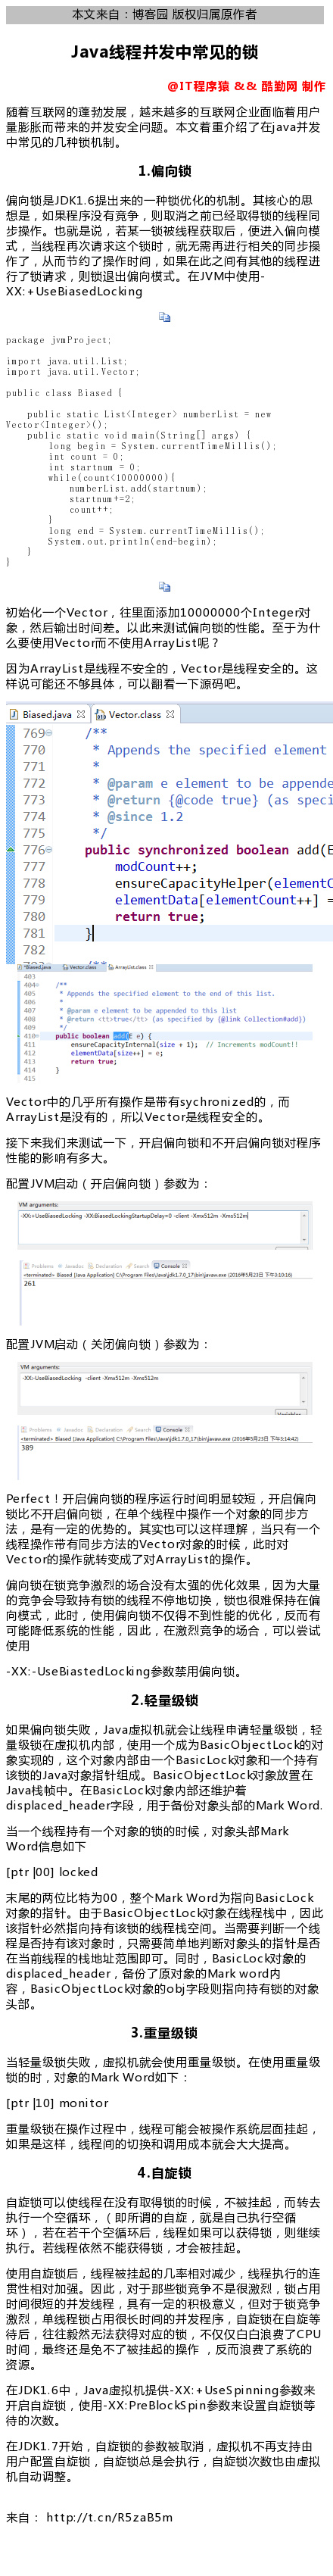 本文来自：博客园 版权归属原作者
Java线程并发中常见的锁
@IT程序猿 && 酷勤网 制作
随着互联网的蓬勃发展，越来越多的互联网企业面临着用户
量膨胀而带来的并发安全问题。本文着重介绍了在java并发
中常见的几种锁机制。
1.偏向锁
偏向锁是JDK1.6提出来的一种锁优化的机制。其核心的思
想是，如果程序没有竞争，则取消之前已经取得锁的线程同
步操作。也就是说，若某一锁被线程获取后，便进入偏向模
式，当线程再次请求这个锁时，就无需再进行相关的同步操
作了，从而节约了操作时间，如果在此之间有其他的线程进
行了锁请求，则锁退出偏向模式。在JVM中使用-
XX:+UseBiasedLocking
package jvmProject;
import java.util.List;
import java.util.Vector;
public class Biased {
public static List<Integer> numberList = new
Vector<Integer>();
public static void main(String[] args) {
long begin = System.currentTimeMillis();
int count = 0;
int startnum = 0;
while(count<10000000){
numberList.add(startnum);
startnum+=2;
count++;
}
long end = System.currentTimeMillis();
System.out.println(end-begin);
}
}
初始化一个Vector，往里面添加10000000个Integer对
象，然后输出时间差。以此来测试偏向锁的性能。至于为什
么要使用Vector而不使用ArrayList呢？
因为ArrayList是线程不安全的，Vector是线程安全的。这
样说可能还不够具体，可以翻看一下源码吧。
Biased.java Vector.class
769 /**
770 * Appends the specified element
771 *
772 * @param e element to be appended
773 * @return {@code true} (as speci
774 * @since 1.2
775 */
776 public synchronized boolean add(E
777 modCount++;
778 ensureCapacityHelper(elementC
779 elementData[elementCount++] =
780 return true;
781 }
782
*Biased.java Vector.class ArrayList.class
403
404 /**
405 * Appends the specified element to the end of this list.
406 *
407 * @param e element to be appended to this list
408 * @return <tt>true</tt> (as specified by {@link Collection#add})
409 */
410 public boolean add(E e) {
411 ensureCapacityInternal(size + 1); // Increments modCount!!
412 elementData[size++] = e;
413 return true;
414 }
415
Vector中的几乎所有操作是带有sychronized的，而
ArrayList是没有的，所以Vector是线程安全的。
接下来我们来测试一下，开启偏向锁和不开启偏向锁对程序
性能的影响有多大。
配置JVM启动（开启偏向锁）参数为：
VM arguments:
-XX:+UseBiasedLocking -XX:BiasedLockingStartupDelay=0 -client -Xmx512m -Xms512m
Problems @ Javadoc Declaration Search Console
<terminated> Biased [Java Application] C:\Program Files\Java\jdk1.7.0_17\bin\javaw.exe (2016年5月23日 下午3:10:16)
261
配置JVM启动（关闭偏向锁）参数为：
VM arguments:
-XX:-UseBiasedLocking -client -Xmx512m -Xms512m
Problems @ Javadoc Declaration Search Console
<terminated> Biased [Java Application] C:\Program Files\Java\jdk1.7.0_17\bin\javaw.exe (2016年5月23日 下午3:14:42)
389
Perfect！开启偏向锁的程序运行时间明显较短，开启偏向
锁比不开启偏向锁，在单个线程中操作一个对象的同步方
法，是有一定的优势的。其实也可以这样理解，当只有一个
线程操作带有同步方法的Vector对象的时候，此时对
Vector的操作就转变成了对ArrayList的操作。
偏向锁在锁竞争激烈的场合没有太强的优化效果，因为大量
的竞争会导致持有锁的线程不停地切换，锁也很难保持在偏
向模式，此时，使用偏向锁不仅得不到性能的优化，反而有
可能降低系统的性能，因此，在激烈竞争的场合，可以尝试
使用
-XX:-UseBiastedLocking参数禁用偏向锁。
2.轻量级锁
如果偏向锁失败，Java虚拟机就会让线程申请轻量级锁，轻
量级锁在虚拟机内部，使用一个成为BasicObjectLock的对
象实现的，这个对象内部由一个BasicLock对象和一个持有
该锁的Java对象指针组成。BasicObjectLock对象放置在
Java栈帧中。在BasicLock对象内部还维护着
displaced_header字段，用于备份对象头部的Mark Word.
当一个线程持有一个对象的锁的时候，对象头部Mark
Word信息如下
[ptr |00] locked
末尾的两位比特为00，整个Mark Word为指向BasicLock
对象的指针。由于BasicObjectLock对象在线程栈中，因此
该指针必然指向持有该锁的线程栈空间。当需要判断一个线
程是否持有该对象时，只需要简单地判断对象头的指针是否
在当前线程的栈地址范围即可。同时，BasicLock对象的
displaced_header，备份了原对象的Mark word内
容，BasicObjectLock对象的obj字段则指向持有锁的对象
头部。
3.重量级锁
当轻量级锁失败，虚拟机就会使用重量级锁。在使用重量级
锁的时，对象的Mark Word如下：
[ptr |10] monitor
重量级锁在操作过程中，线程可能会被操作系统层面挂起，
如果是这样，线程间的切换和调用成本就会大大提高。
4.自旋锁
自旋锁可以使线程在没有取得锁的时候，不被挂起，而转去
执行一个空循环，（即所谓的自旋，就是自己执行空循
环），若在若干个空循环后，线程如果可以获得锁，则继续
执行。若线程依然不能获得锁，才会被挂起。
使用自旋锁后，线程被挂起的几率相对减少，线程执行的连
贯性相对加强。因此，对于那些锁竞争不是很激烈，锁占用
时间很短的并发线程，具有一定的积极意义，但对于锁竞争
激烈，单线程锁占用很长时间的并发程序，自旋锁在自旋等
待后，往往毅然无法获得对应的锁，不仅仅白白浪费了CPU
时间，最终还是免不了被挂起的操作 ，反而浪费了系统的
资源。
在JDK1.6中，Java虚拟机提供-XX:+UseSpinning参数来
开启自旋锁，使用-XX:PreBlockSpin参数来设置自旋锁等
待的次数。
在JDK1.7开始，自旋锁的参数被取消，虚拟机不再支持由
用户配置自旋锁，自旋锁总是会执行，自旋锁次数也由虚拟
机自动调整。
来自： http://t.cn/R5zaB5m